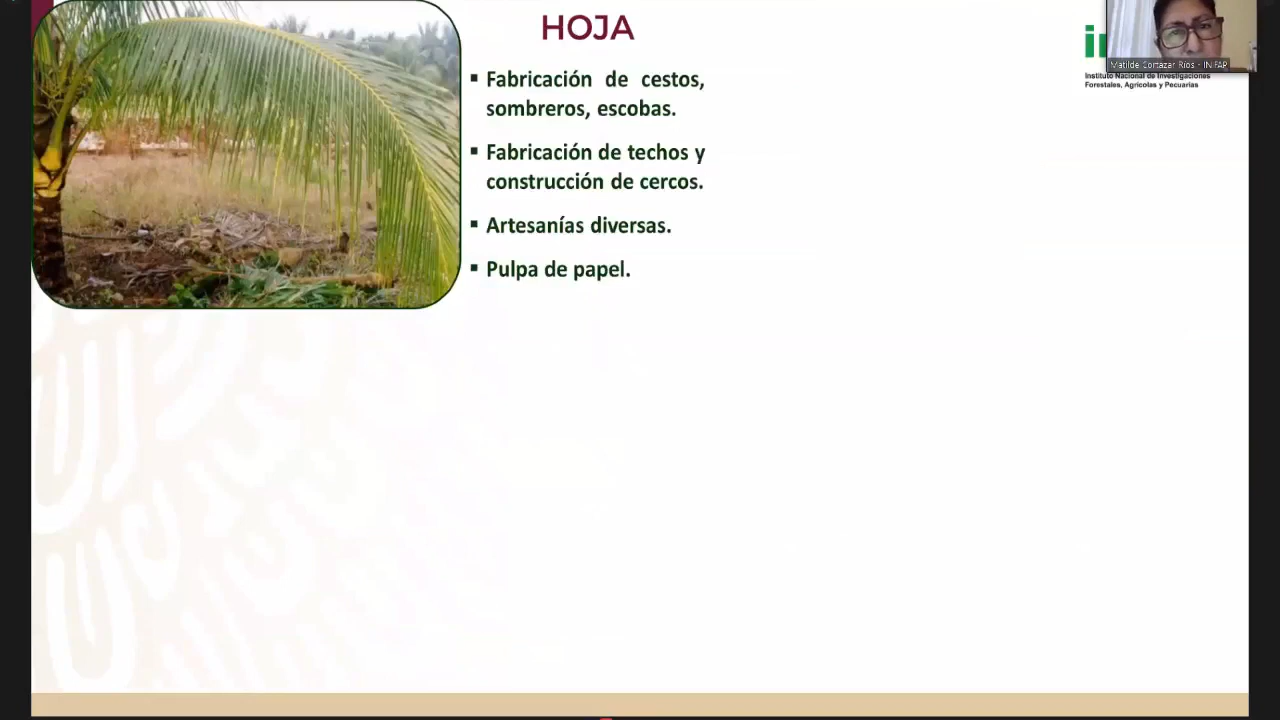 HOJA
▪ Fabricación de cestos,
sombreros, escobas.
▪ Fabricación de techos y
construcción de cercos.
▪ Artesanías diversas.
▪ Pulpa de papel.
Matilde Cortazar Rios - INIFAP
Instituto Nacional de Investigaciones
Forestales, Agrícolas y Pecuarias